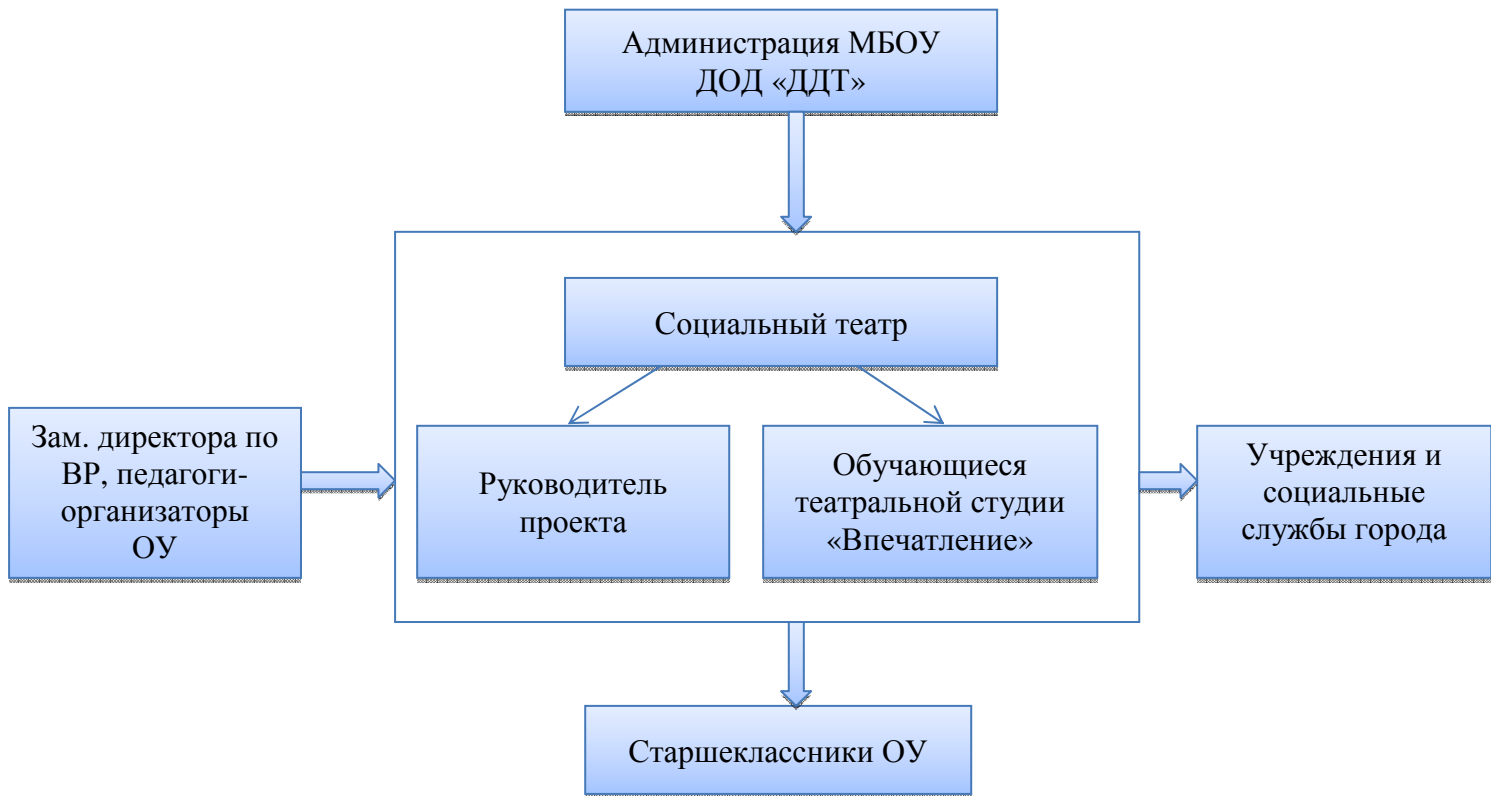 Администрация МБОУ
ДОД «ДДТ»
Социальный театр
Зам. директора по
ВР, педагоги-
организаторы
ОУ
Руководитель
проекта
Обучающиеся
театральной студии
«Впечатление»
Учреждения и
социальные
службы города
Старшеклассники ОУ